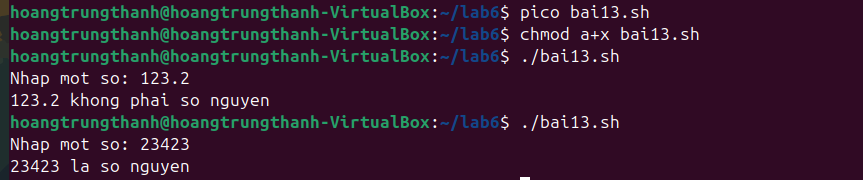 hoangtrungthanh@hoangtrungthanh-VirtualBox:~/lab6$ pico bai13.sh
hoangtrungthanh@hoangtrungthanh-VirtualBox:~/lab6$ chmod a+x bai13.sh
hoangtrungthanh@hoangtrungthanh-VirtualBox:~/lab6$ ./bai13.sh
Nhap mot so: 123.2
123.2 khong phai so nguyen
hoangtrungthanh@hoangtrungthanh-VirtualBox:~/lab6$ ./bai13.sh
Nhap mot so: 23423
23423 la so nguyen